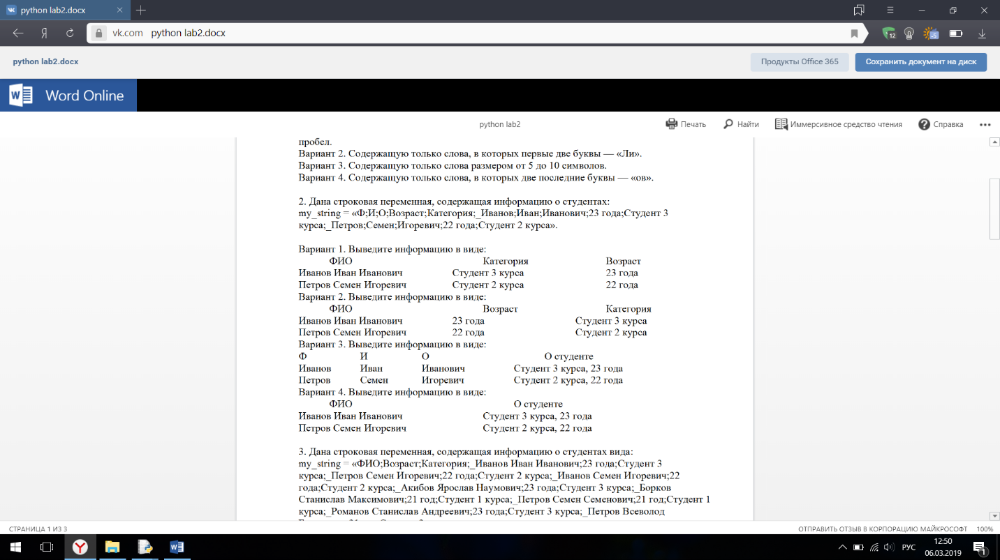 python lab2.docx
vk.com python lab2.docx
12
-5
python lab2.docx
Продукты Office 365
Сохранить документ на диск
Word Online
python lab2
Печать
Найти
Иммерсивное средство чтения
Справка
пробел.
Вариант 2. Содержащую только слова, в которых первые две буквы — «Ли».
Вариант 3. Содержащую только слова размером от 5 до 10 символов.
Вариант 4. Содержащую только слова, в которых две последние буквы — «ов».
2. Дана строковая переменная, содержащая информацию о студентах:
my_string = «Ф;И;О;Возраст;Категория;_Иванов;Иван;Иванович;23 года;Студент 3
курса;_Петров;Семен;Игоревич;22 года;Студент 2 курса».
Вариант 1. Выведите информацию в виде:
ФИО Категория Возраст
Иванов Иван Иванович Студент 3 курса 23 года
Петров Семен Игоревич Студент 2 курса 22 года
Вариант 2. Выведите информацию в виде:
ФИО Возраст Категория
Иванов Иван Иванович 23 года Студент 3 курса
Петров Семен Игоревич 22 года Студент 2 курса
Вариант 3. Выведите информацию в виде:
Ф И О О студенте
Иванов Иван Иванович Студент 3 курса, 23 года
Петров Семен Игоревич Студент 2 курса, 22 года
Вариант 4. Выведите информацию в виде:
ФИО О студенте
Иванов Иван Иванович Студент 3 курса, 23 года
Петров Семен Игоревич Студент 2 курса, 22 года
3. Дана строковая переменная, содержащая информацию о студентах вида:
my_string = «ФИО;Возраст;Категория;_Иванов Иван Иванович;23 года;Студент 3
курса;_Петров Семен Игоревич;22 года;Студент 2 курса;_Иванов Семен Игоревич;22
года;Студент 2 курса;_Акибов Ярослав Наумович;23 года;Студент 3 курса;_Борков
Станислав Максимович;21 год;Студент 1 курса;_Петров Семен Семенович;21 год;Студент 1
курса;_Романов Станислав Андреевич;23 года;Студент 3 курса;_Петров Всеволод
СТРАНИЦА 1 ИЗ 3
ОТПРАВИТЬ ОТЗЫВ В КОРПОРАЦИЮ МАЙКРОСОФТ 100%
РУС
12:50
06.03.2019
1